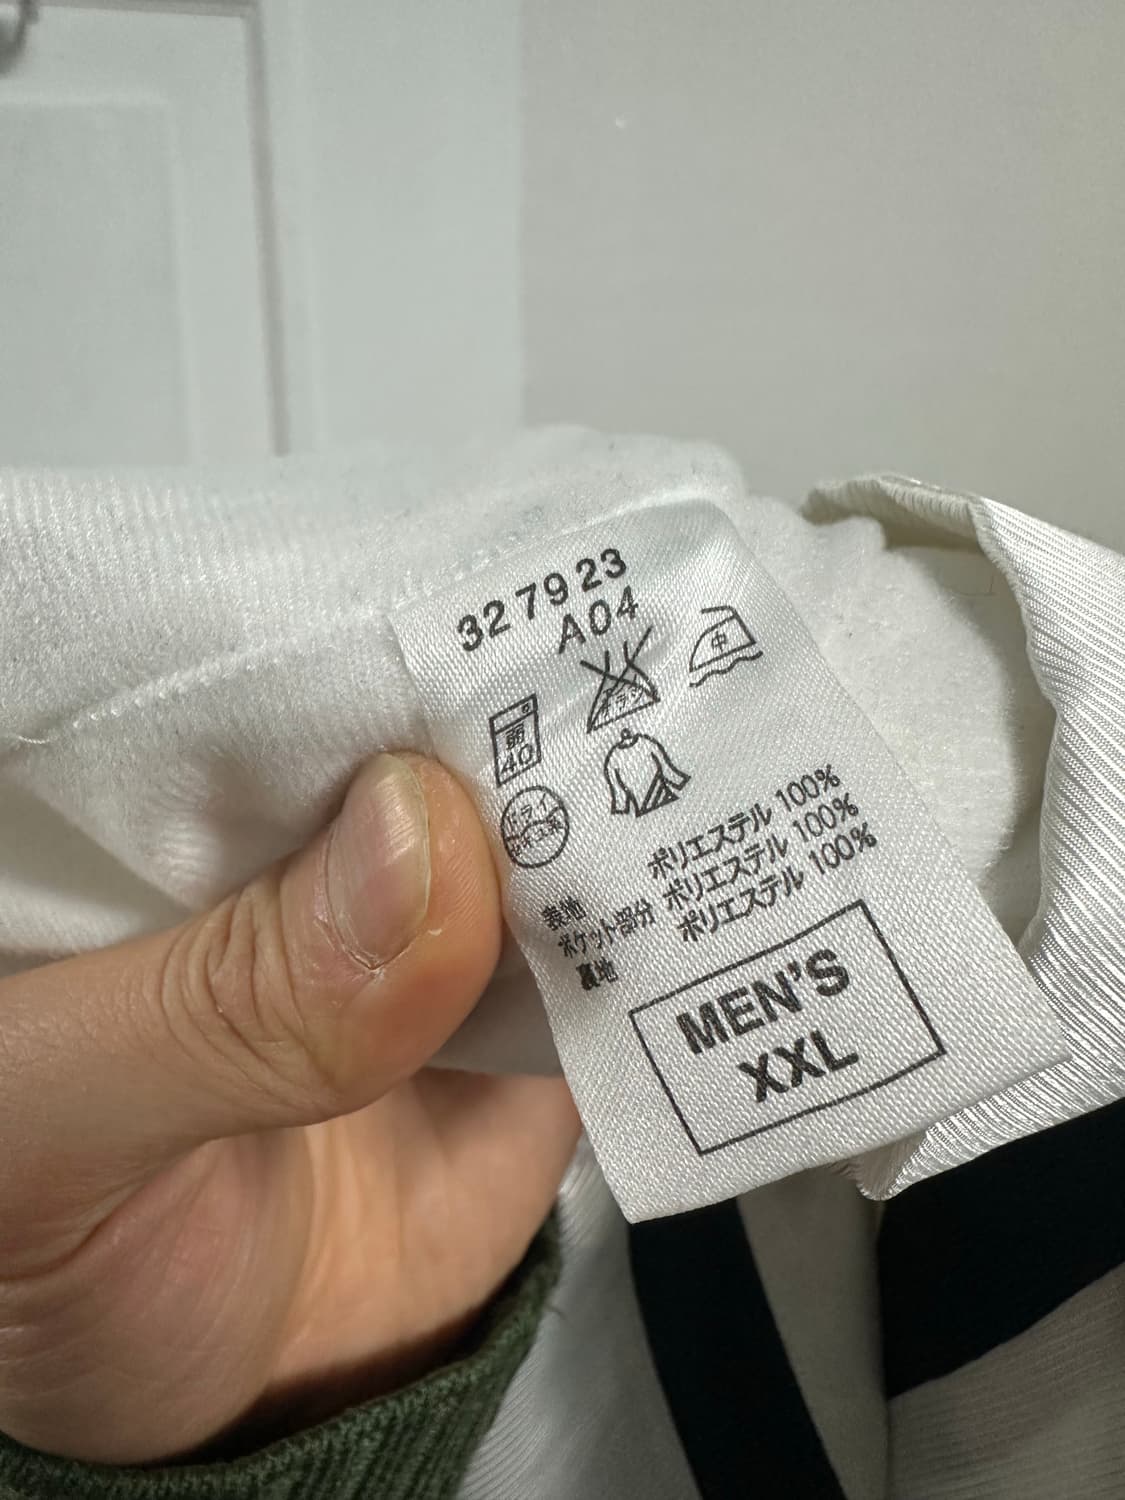 327923
A04
中
弱
40
ドライ
表地 ポリエステル 100%
ポケット部分 ポリエステル 100%
裏地 ポリエステル 100%
MEN'S
XXL